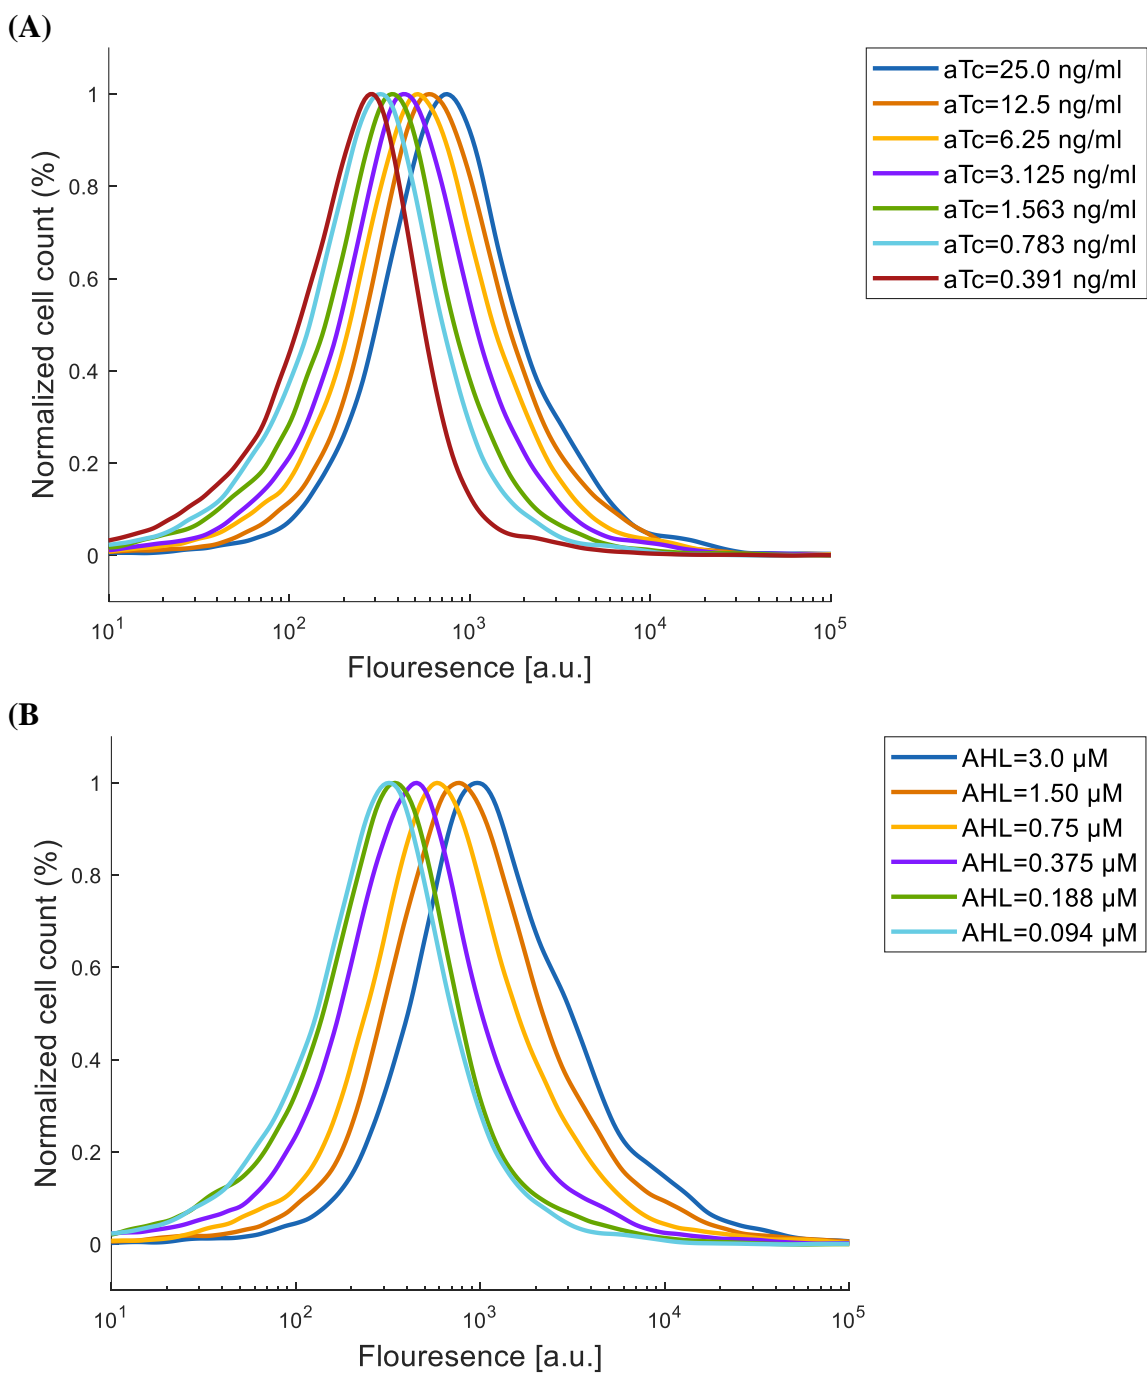 (A)
aTc=25.0 ng/ml
aTc=12.5 ng/ml
aTc=6.25 ng/ml
aTc=3.125 ng/ml
aTc=1.563 ng/ml
aTc=0.783 ng/ml
aTc=0.391 ng/ml
Normalized cell count (%)
1
0.8
0.6
0.4
0.2
0
10^1 10^2 10^3 10^4 10^5
Flouresence [a.u.]
(B
AHL=3.0 µM
AHL=1.50 µM
AHL=0.75 µM
AHL=0.375 µM
AHL=0.188 µM
AHL=0.094 µM
Normalized cell count (%)
1
0.8
0.6
0.4
0.2
0
10^1 10^2 10^3 10^4 10^5
Flouresence [a.u.]